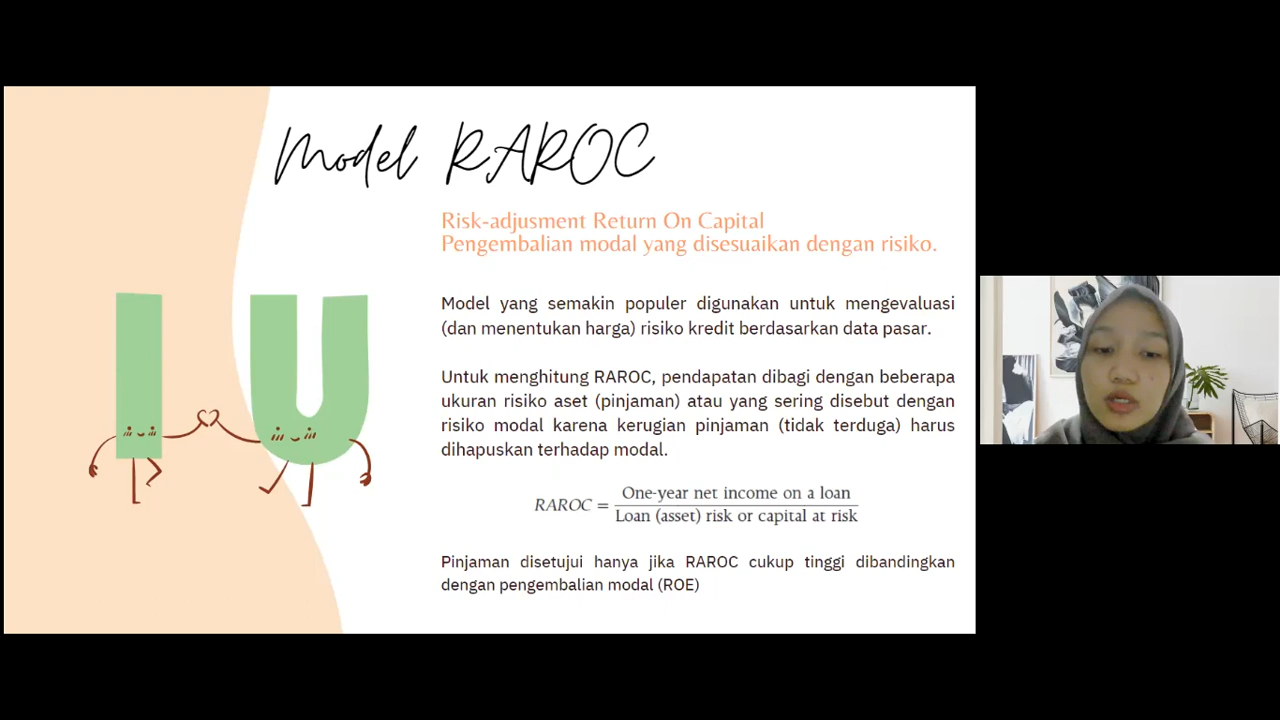 Model RAROC
Risk-adjusment Return On Capital
Pengembalian modal yang disesuaikan dengan risiko.
Model yang semakin populer digunakan untuk mengevaluasi
(dan menentukan harga) risiko kredit berdasarkan data pasar.
Untuk menghitung RAROC, pendapatan dibagi dengan beberapa
ukuran risiko aset (pinjaman) atau yang sering disebut dengan
risiko modal karena kerugian pinjaman (tidak terduga) harus
dihapuskan terhadap modal.
RAROC = One-year net income on a loan
Loan (asset) risk or capital at risk
Pinjaman disetujui hanya jika RAROC cukup tinggi dibandingkan
dengan pengembalian modal (ROE)
I U